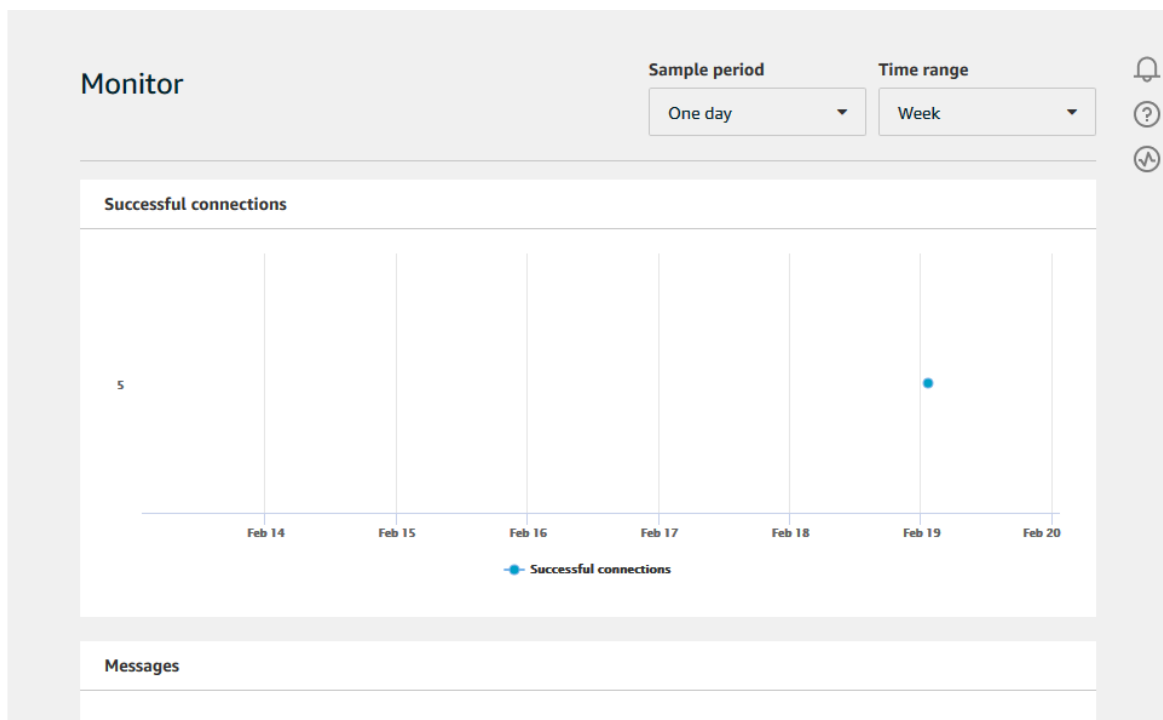 Monitor
Sample period
Time range
One day
Week
Successful connections
5
Feb 14
Feb 15
Feb 16
Feb 17
Feb 18
Feb 19
Feb 20
Successful connections
Messages